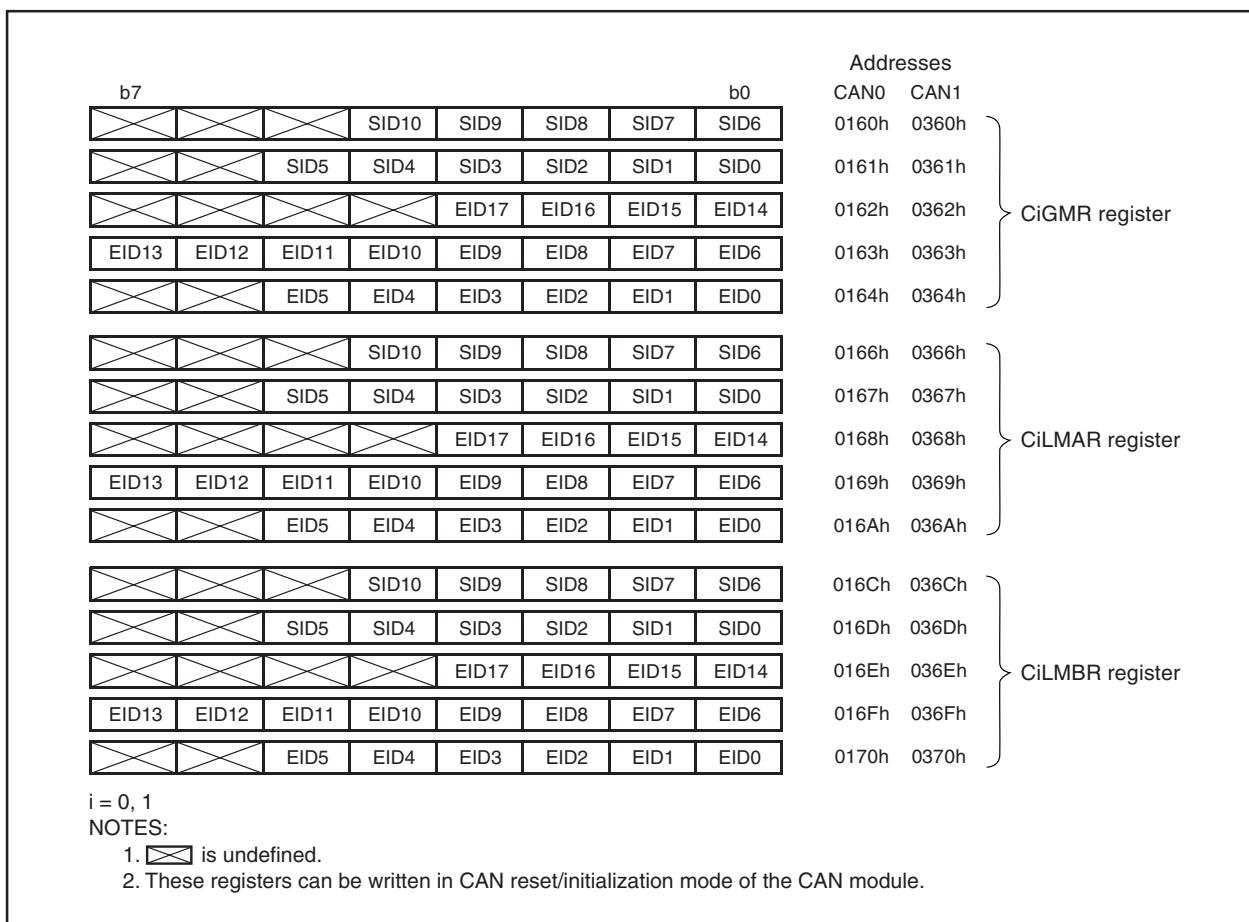 Addresses
b7 b0 CAN0 CAN1
SID10 SID9 SID8 SID7 SID6 0160h 0360h
SID5 SID4 SID3 SID2 SID1 SID0 0161h 0361h
EID17 EID16 EID15 EID14 0162h 0362h
CiGMR register
EID13 EID12 EID11 EID10 EID9 EID8 EID7 EID6 0163h 0363h
EID5 EID4 EID3 EID2 EID1 EID0 0164h 0364h
SID10 SID9 SID8 SID7 SID6 0166h 0366h
SID5 SID4 SID3 SID2 SID1 SID0 0167h 0367h
EID17 EID16 EID15 EID14 0168h 0368h
CiLMAR register
EID13 EID12 EID11 EID10 EID9 EID8 EID7 EID6 0169h 0369h
EID5 EID4 EID3 EID2 EID1 EID0 016Ah 036Ah
SID10 SID9 SID8 SID7 SID6 016Ch 036Ch
SID5 SID4 SID3 SID2 SID1 SID0 016Dh 036Dh
EID17 EID16 EID15 EID14 016Eh 036Eh
CiLMBR register
EID13 EID12 EID11 EID10 EID9 EID8 EID7 EID6 016Fh 036Fh
EID5 EID4 EID3 EID2 EID1 EID0 0170h 0370h
i = 0, 1
NOTES:
1. is undefined.
2. These registers can be written in CAN reset/initialization mode of the CAN module.